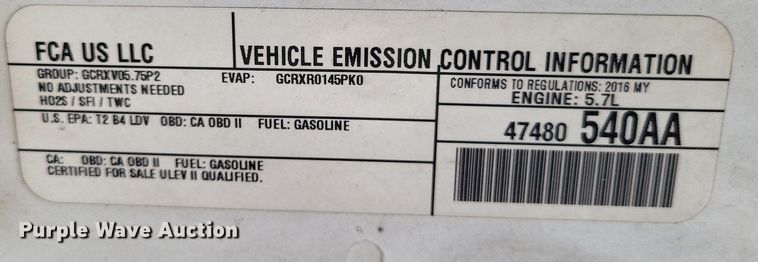 FCA US LLC
VEHICLE EMISSION CONTROL INFORMATION
GROUP: GCRXV05.75P2 EVAP: GCRXR0145PK0
NO ADJUSTMENTS NEEDED
HO2S / SFI / TWC
CONFORMS TO REGULATIONS: 2016 MY
ENGINE: 5.7L
U.S. EPA: T2 B4 LDV OBD: CA OBD II FUEL: GASOLINE
47480 540AA
CA: OBD: CA OBD II FUEL: GASOLINE
CERTIFIED FOR SALE ULEV II QUALIFIED.
Purple Wave Auction